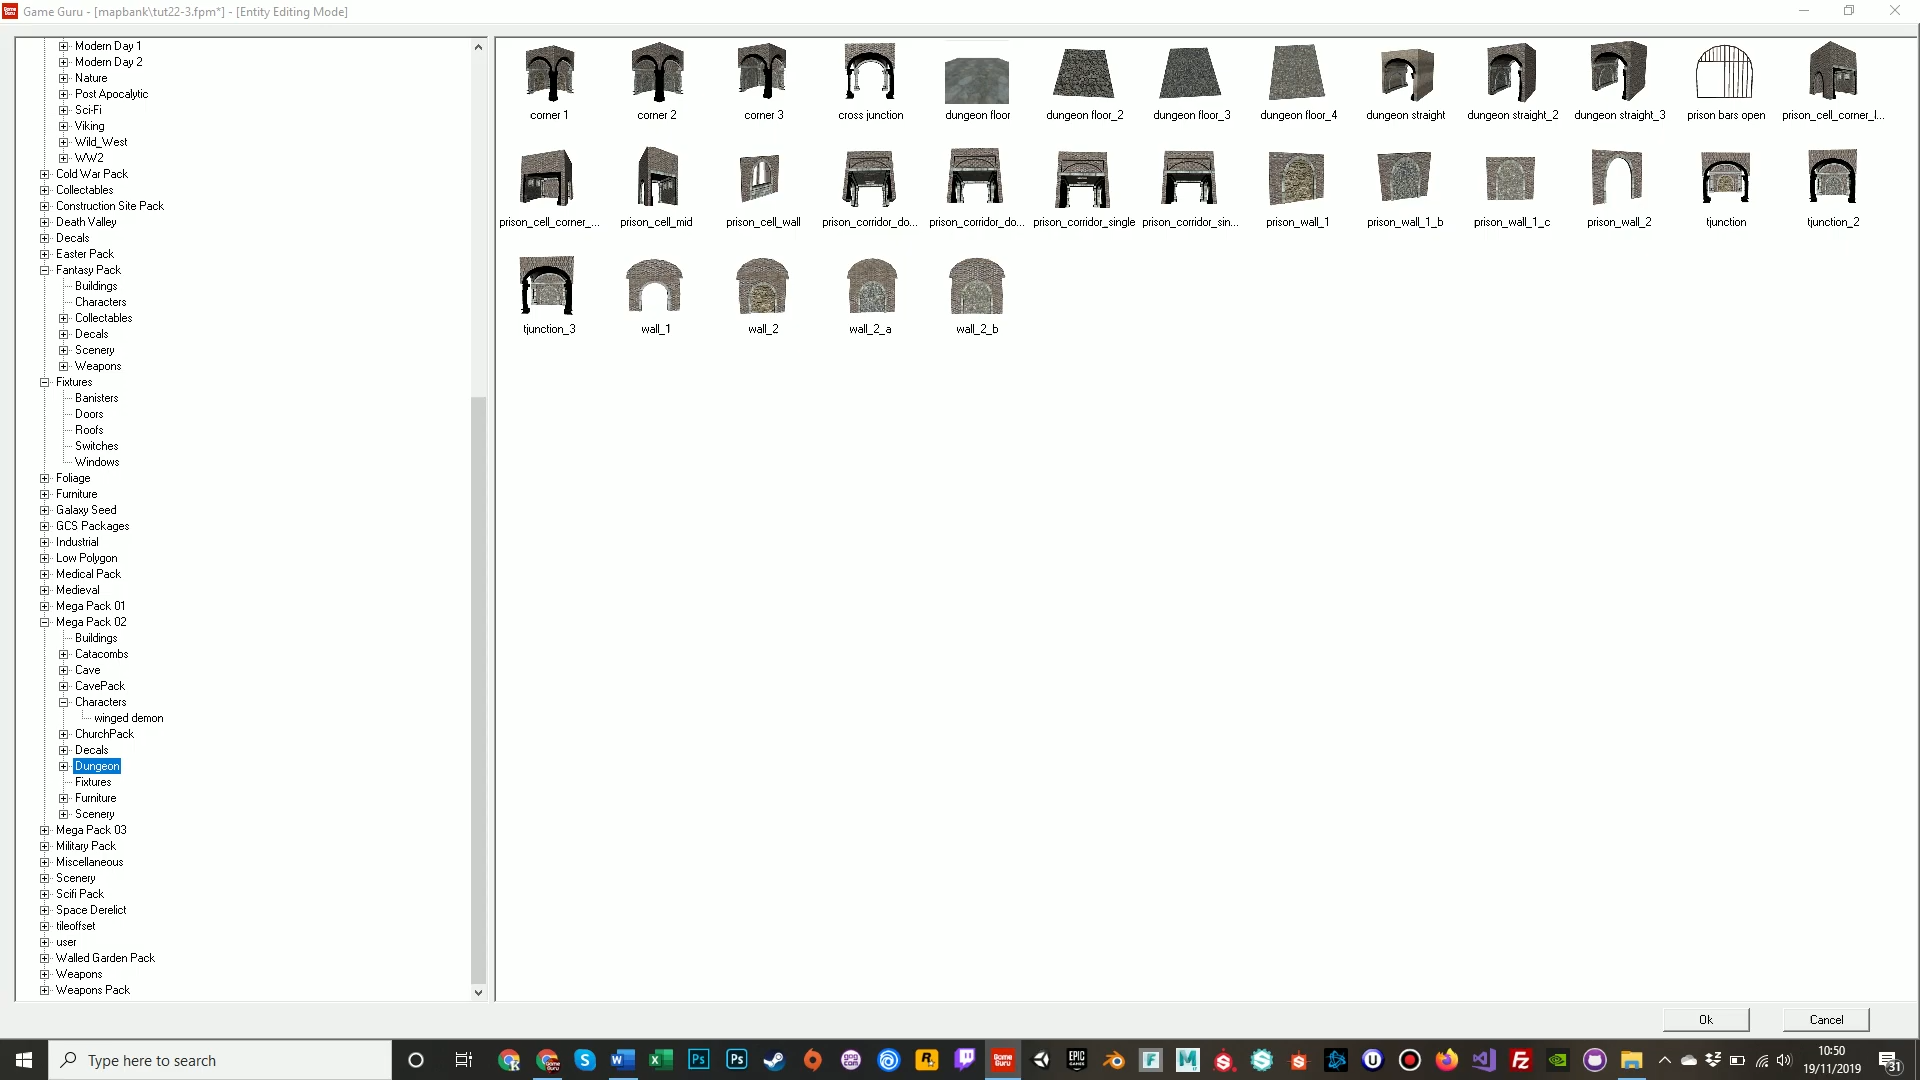 Game Guru - [mapbank\tut22-3.fpm*] - [Entity Editing Mode]
Modern Day 1
Modern Day 2
Nature
Post Apocalytic
Sci-Fi
Viking
Wild_West
WW2
Cold War Pack
Collectables
Construction Site Pack
Death Valley
Decals
Easter Pack
Fantasy Pack
Buildings
Characters
Collectables
Decals
Scenery
Weapons
Fixtures
Banisters
Doors
Roofs
Switches
Windows
Foliage
Furniture
Galaxy Seed
GCS Packages
Industrial
Low Polygon
Medical Pack
Medieval
Mega Pack 01
Mega Pack 02
Buildings
Catacombs
Cave
CavePack
Characters
winged demon
ChurchPack
Decals
Dungeon
Fixtures
Furniture
Scenery
Mega Pack 03
Military Pack
Miscellaneous
Scenery
Scifi Pack
Space Derelict
tileoffset
user
Walled Garden Pack
Weapons
Weapons Pack
corner 1 corner 2 corner 3 cross junction dungeon floor dungeon floor_2 dungeon floor_3 dungeon floor_4 dungeon straight dungeon straight_2 dungeon straight_3 prison bars open prison_cell_corner_l...
prison_cell_corner_... prison_cell_mid prison_cell_wall prison_corridor_do... prison_corridor_do... prison_corridor_single prison_corridor_sin... prison_wall_1 prison_wall_1_b prison_wall_1_c prison_wall_2 tjunction tjunction_2
tjunction_3 wall_1 wall_2 wall_2_a wall_2_b
Ok Cancel
Type here to search
10:50
19/11/2019
31